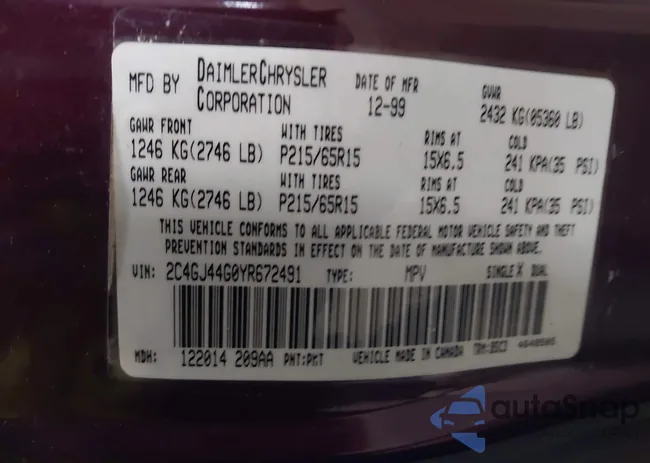 MFD BY DAIMLERCHRYSLER CORPORATION DATE OF MFR 12-99 GVWR 2432 KG(05360 LB)
GAWR FRONT WITH TIRES RIMS AT COLD
1246 KG(2746 LB) P215/65R15 15X6.5 241 KPA(35 PSI)
GAWR REAR WITH TIRES RIMS AT COLD
1246 KG(2746 LB) P215/65R15 15X6.5 241 KPA(35 PSI)
THIS VEHICLE CONFORMS TO ALL APPLICABLE FEDERAL MOTOR VEHICLE SAFETY AND THEFT
PREVENTION STANDARDS IN EFFECT ON THE DATE OF MANUFACTURE SHOWN ABOVE.
VIN: 2C4GJ44G0YR672491 TYPE: MPV SINGLE X DUAL
MDH: 122014 209AA PNT:PMT VEHICLE MADE IN CANADA TRM:BSC3 4648505
autoSnap